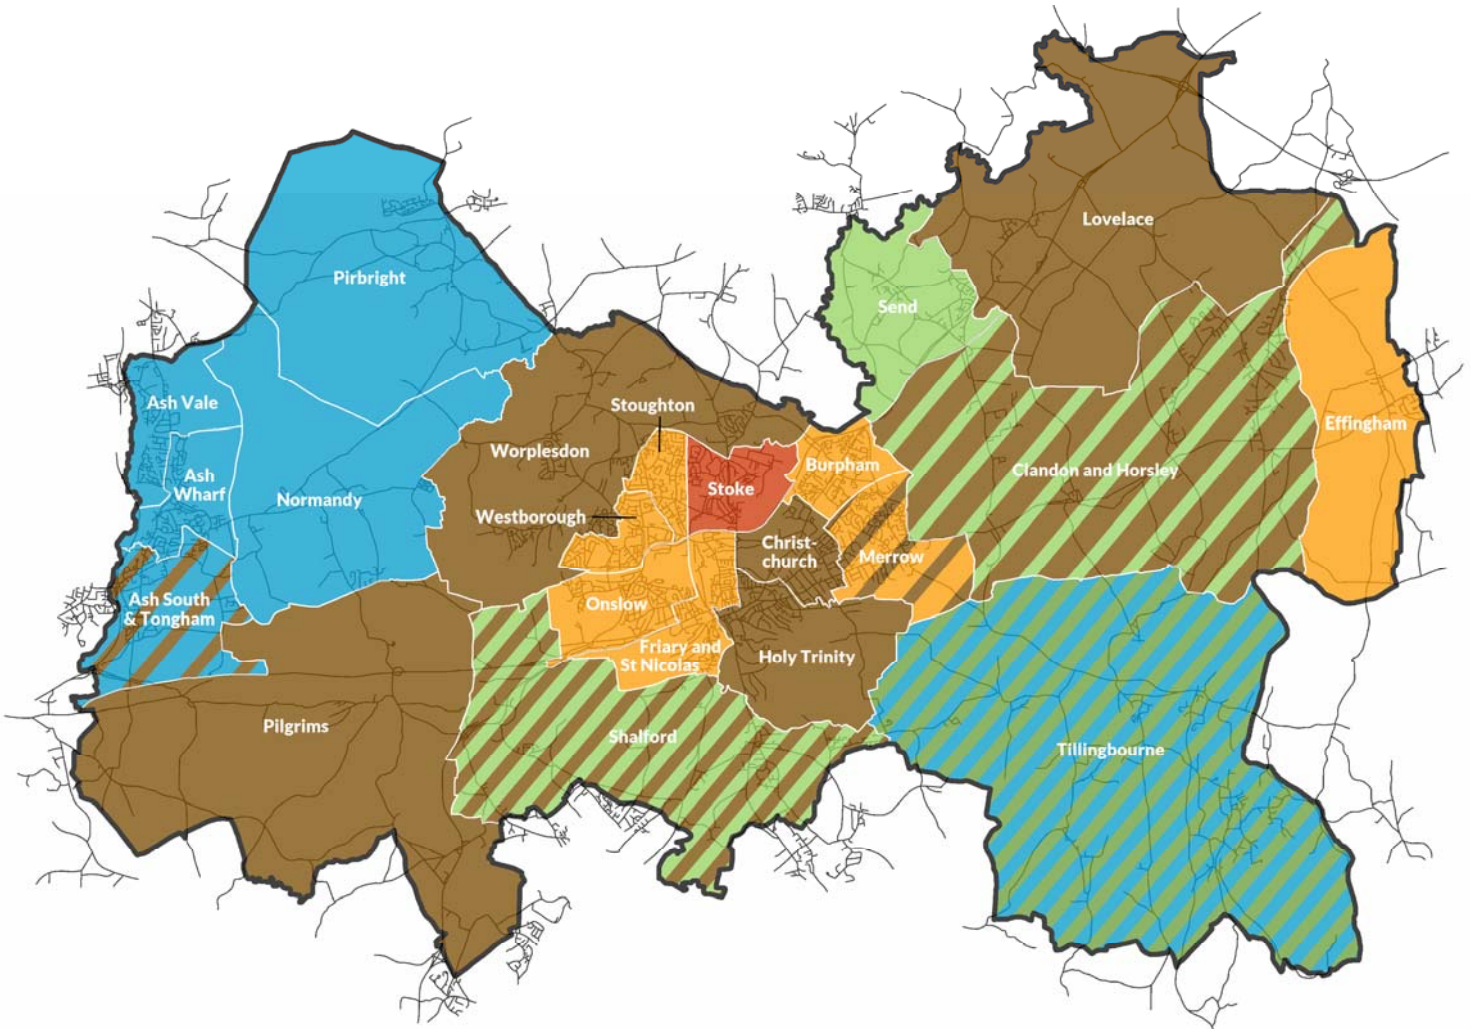 Lovelace
Pirbright
Send
Ash Vale
Stoughton
Effingham
Worplesdon
Burpham
Clandon and Horsley
Ash
Wharf
Normandy
Stoke
Westborough
Christ-
church
Merrow
Ash South
& Tongham
Onslow
Friary and
St Nicolas
Holy Trinity
Pilgrims
Shalford
Tillingbourne